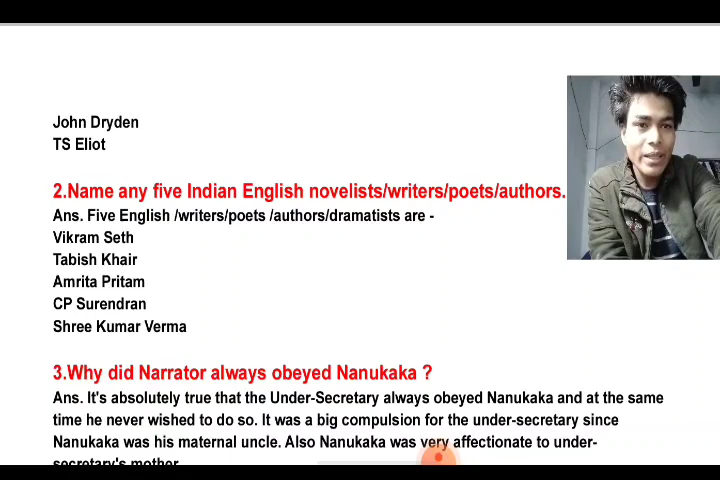 John Dryden
TS Eliot
2.Name any five Indian English novelists/writers/poets/authors.
Ans. Five English /writers/poets /authors/dramatists are -
Vikram Seth
Tabish Khair
Amrita Pritam
CP Surendran
Shree Kumar Verma
3.Why did Narrator always obeyed Nanukaka ?
Ans. It's absolutely true that the Under-Secretary always obeyed Nanukaka and at the same
time he never wished to do so. It was a big compulsion for the under-secretary since
Nanukaka was his maternal uncle. Also Nanukaka was very affectionate to under-
secretary's mother